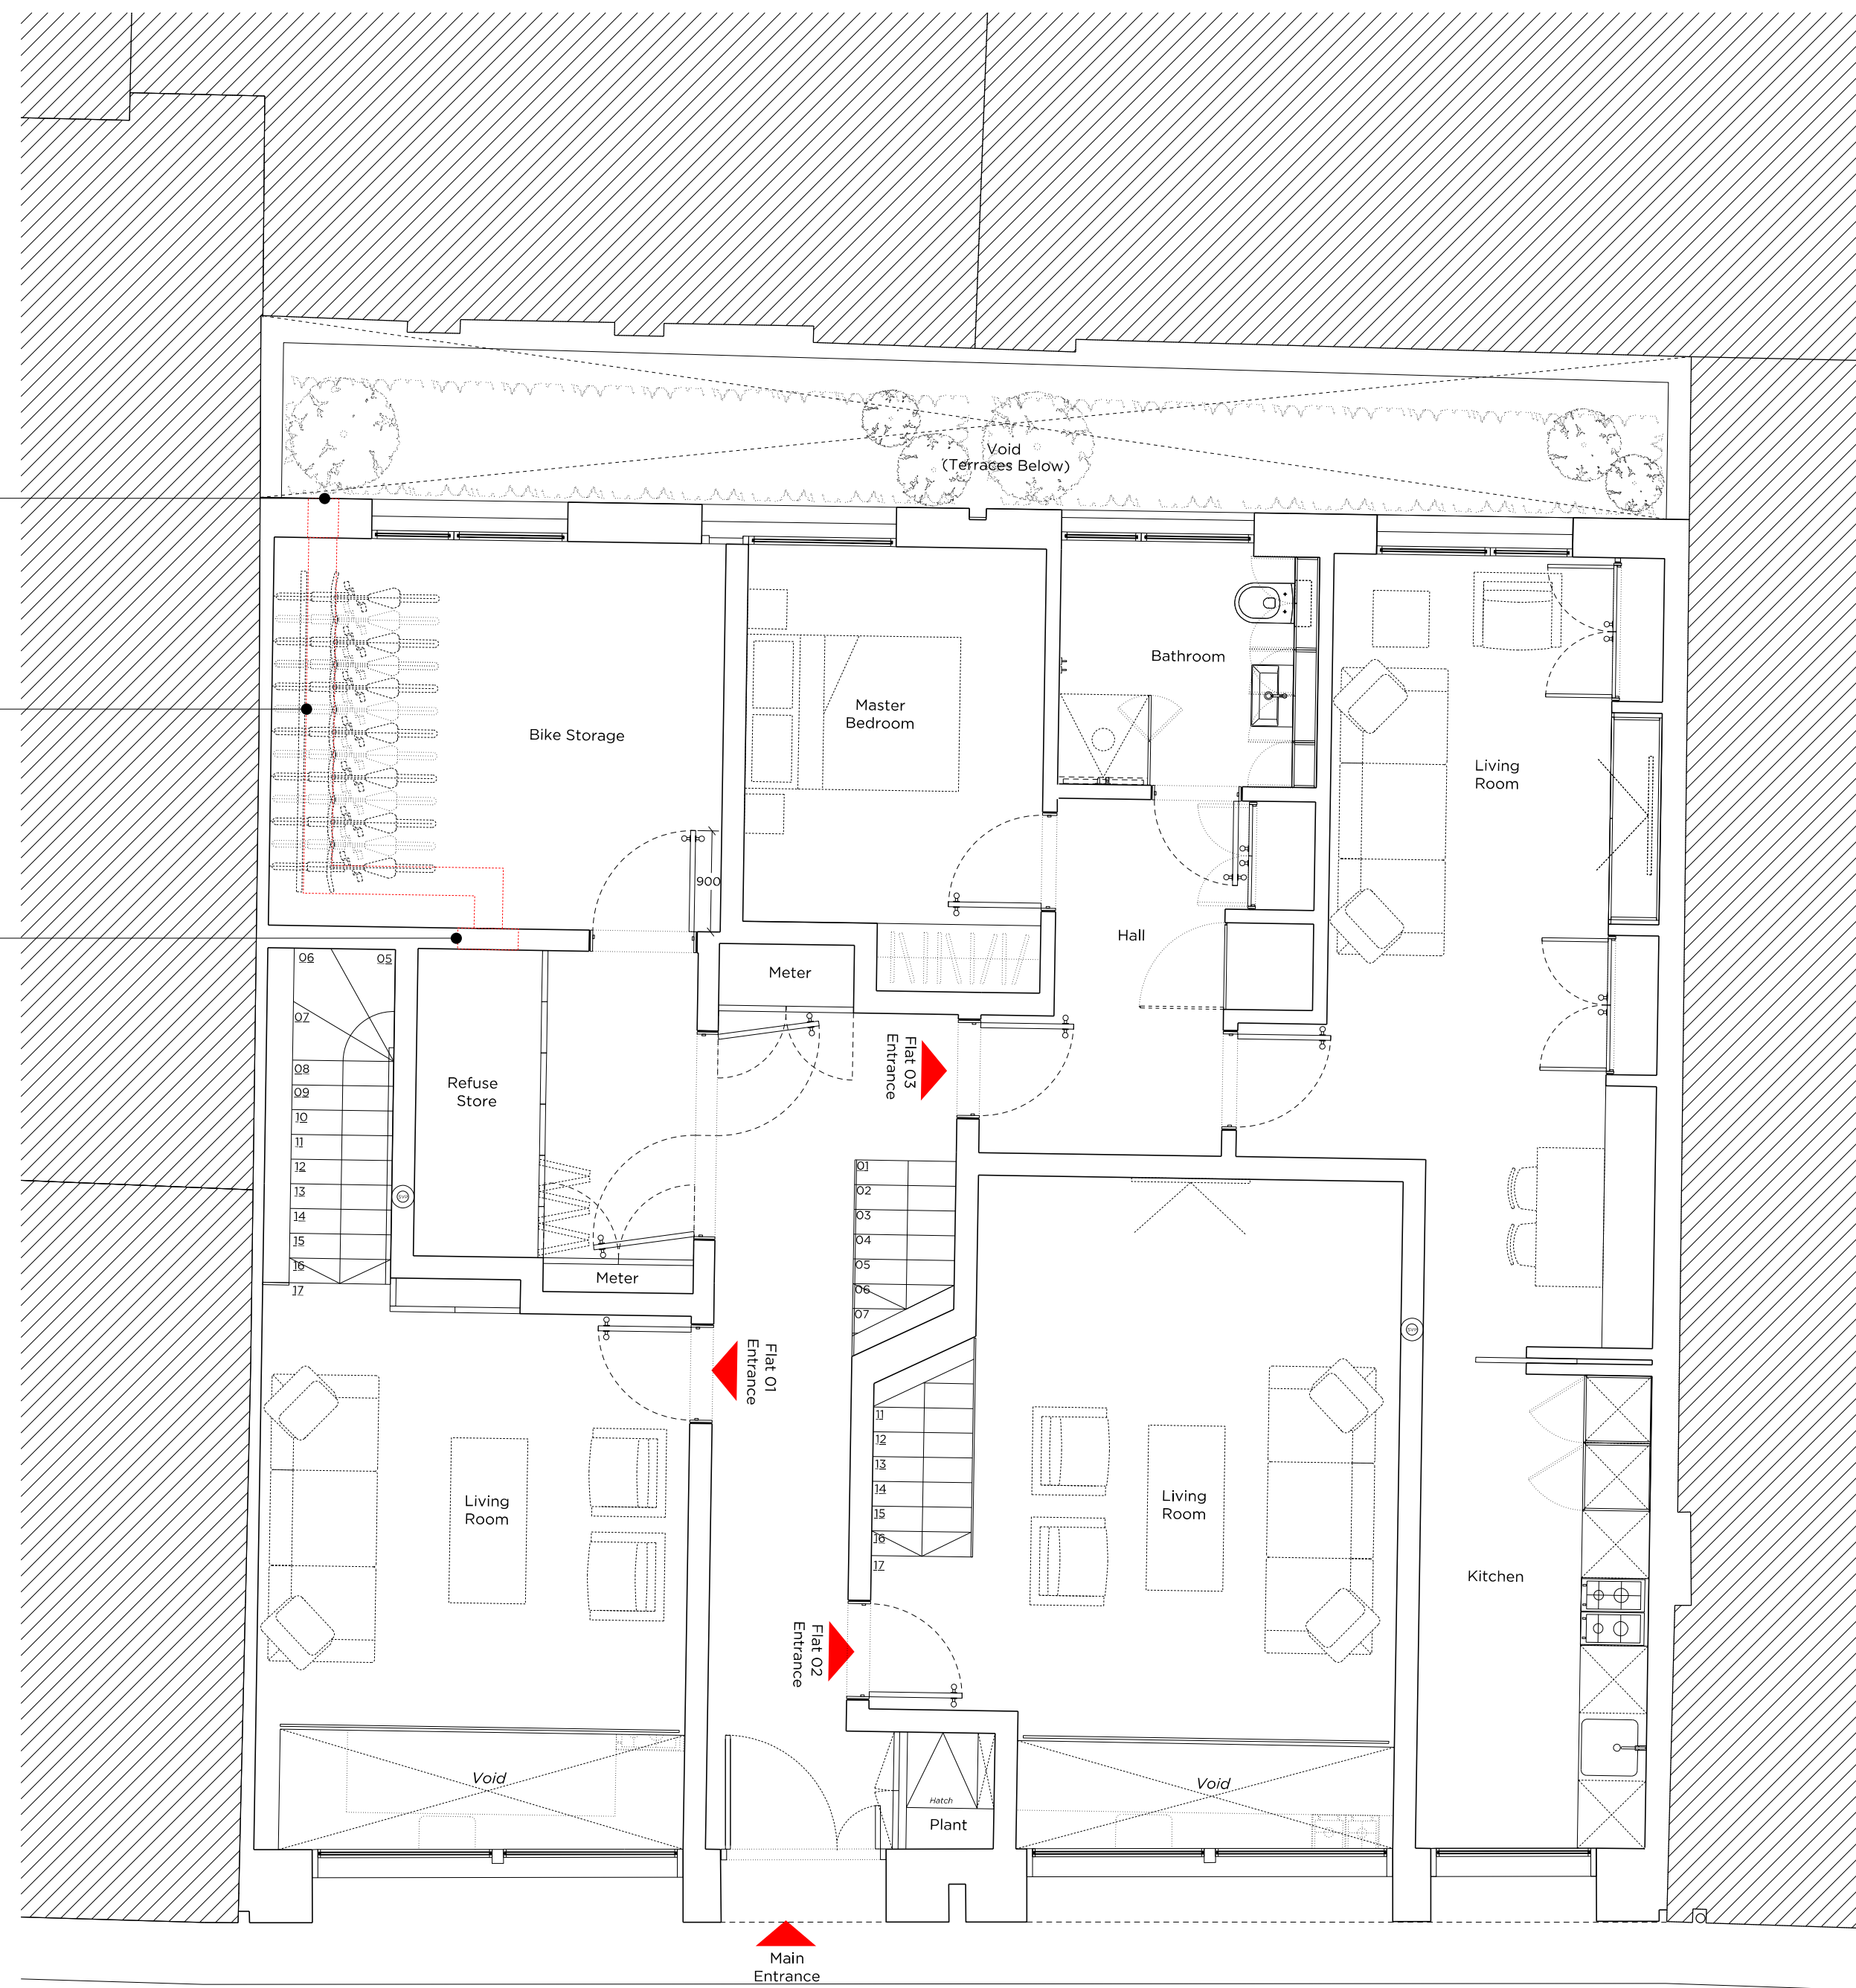 Void
(Terraces Below)
Bathroom
Master
Bedroom
Bike Storage
Living
Room
900
Hall
06
05
Meter
07
Flat 03
Entrance
08
Refuse
Store
09
10
11
12
13
14
15
16
17
SVP
01
02
03
04
05
06
07
Meter
SVP
Flat 01
Entrance
11
12
13
14
15
16
17
Living
Room
Living
Room
Kitchen
Flat 02
Entrance
Void
Void
Hatch
Plant
Main
Entrance